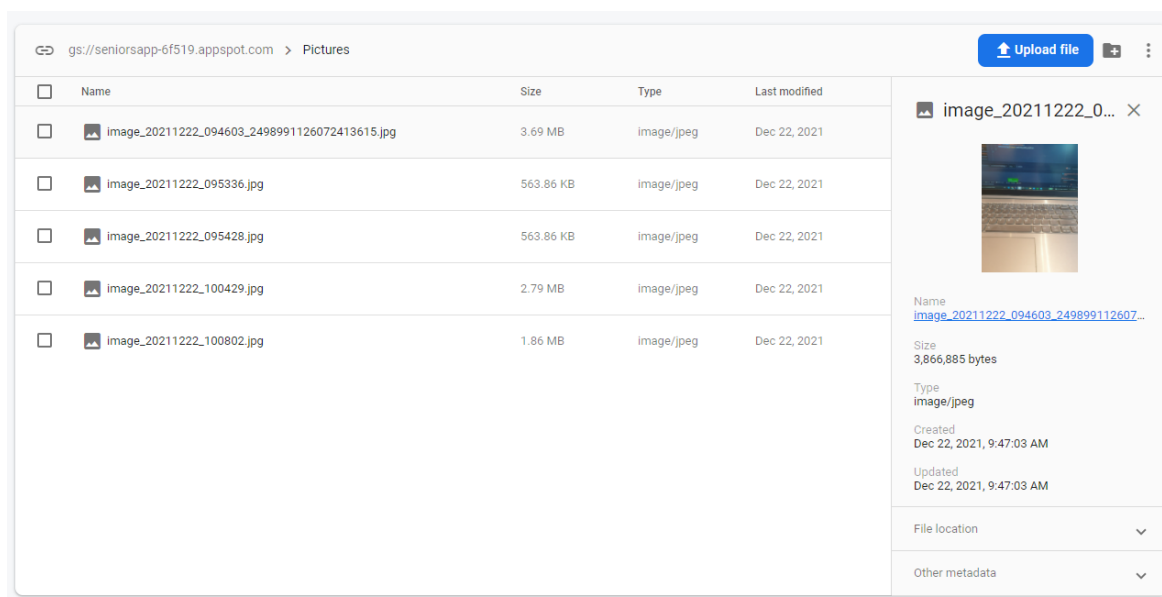 gs://seniorsapp-6f519.appspot.com > Pictures
Upload file
Name Size Type Last modified
image_20211222_094603_2498991126072413615.jpg 3.69 MB image/jpeg Dec 22, 2021
image_20211222_095336.jpg 563.86 KB image/jpeg Dec 22, 2021
image_20211222_095428.jpg 563.86 KB image/jpeg Dec 22, 2021
image_20211222_100429.jpg 2.79 MB image/jpeg Dec 22, 2021
image_20211222_100802.jpg 1.86 MB image/jpeg Dec 22, 2021
image_20211222_0...
Name
image_20211222_094603_249899112607...
Size
3,866,885 bytes
Type
image/jpeg
Created
Dec 22, 2021, 9:47:03 AM
Updated
Dec 22, 2021, 9:47:03 AM
File location
Other metadata